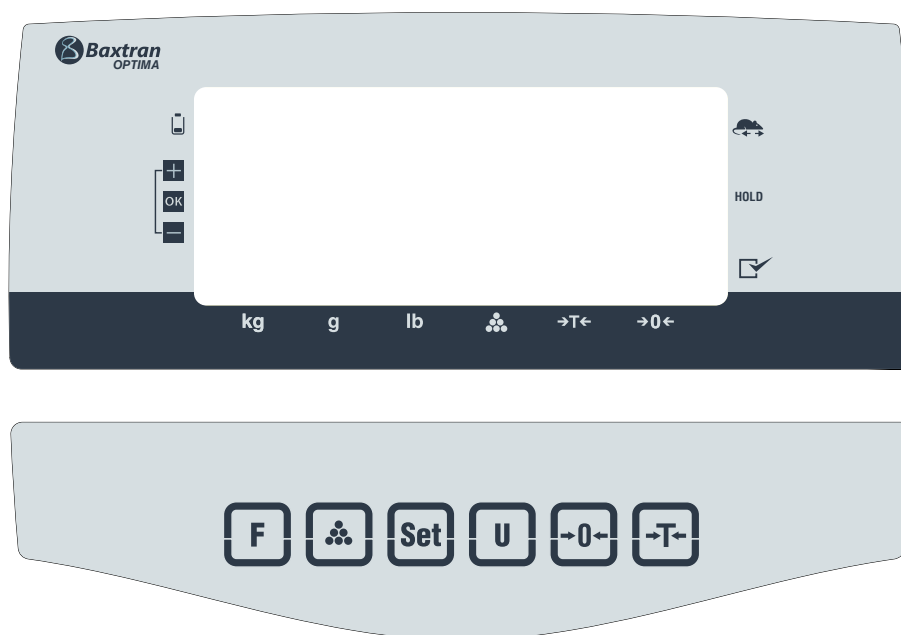 Baxtran
OPTIMA
+
OK
−
HOLD
kg g lb →T← →0←
F Set U →0← →T←